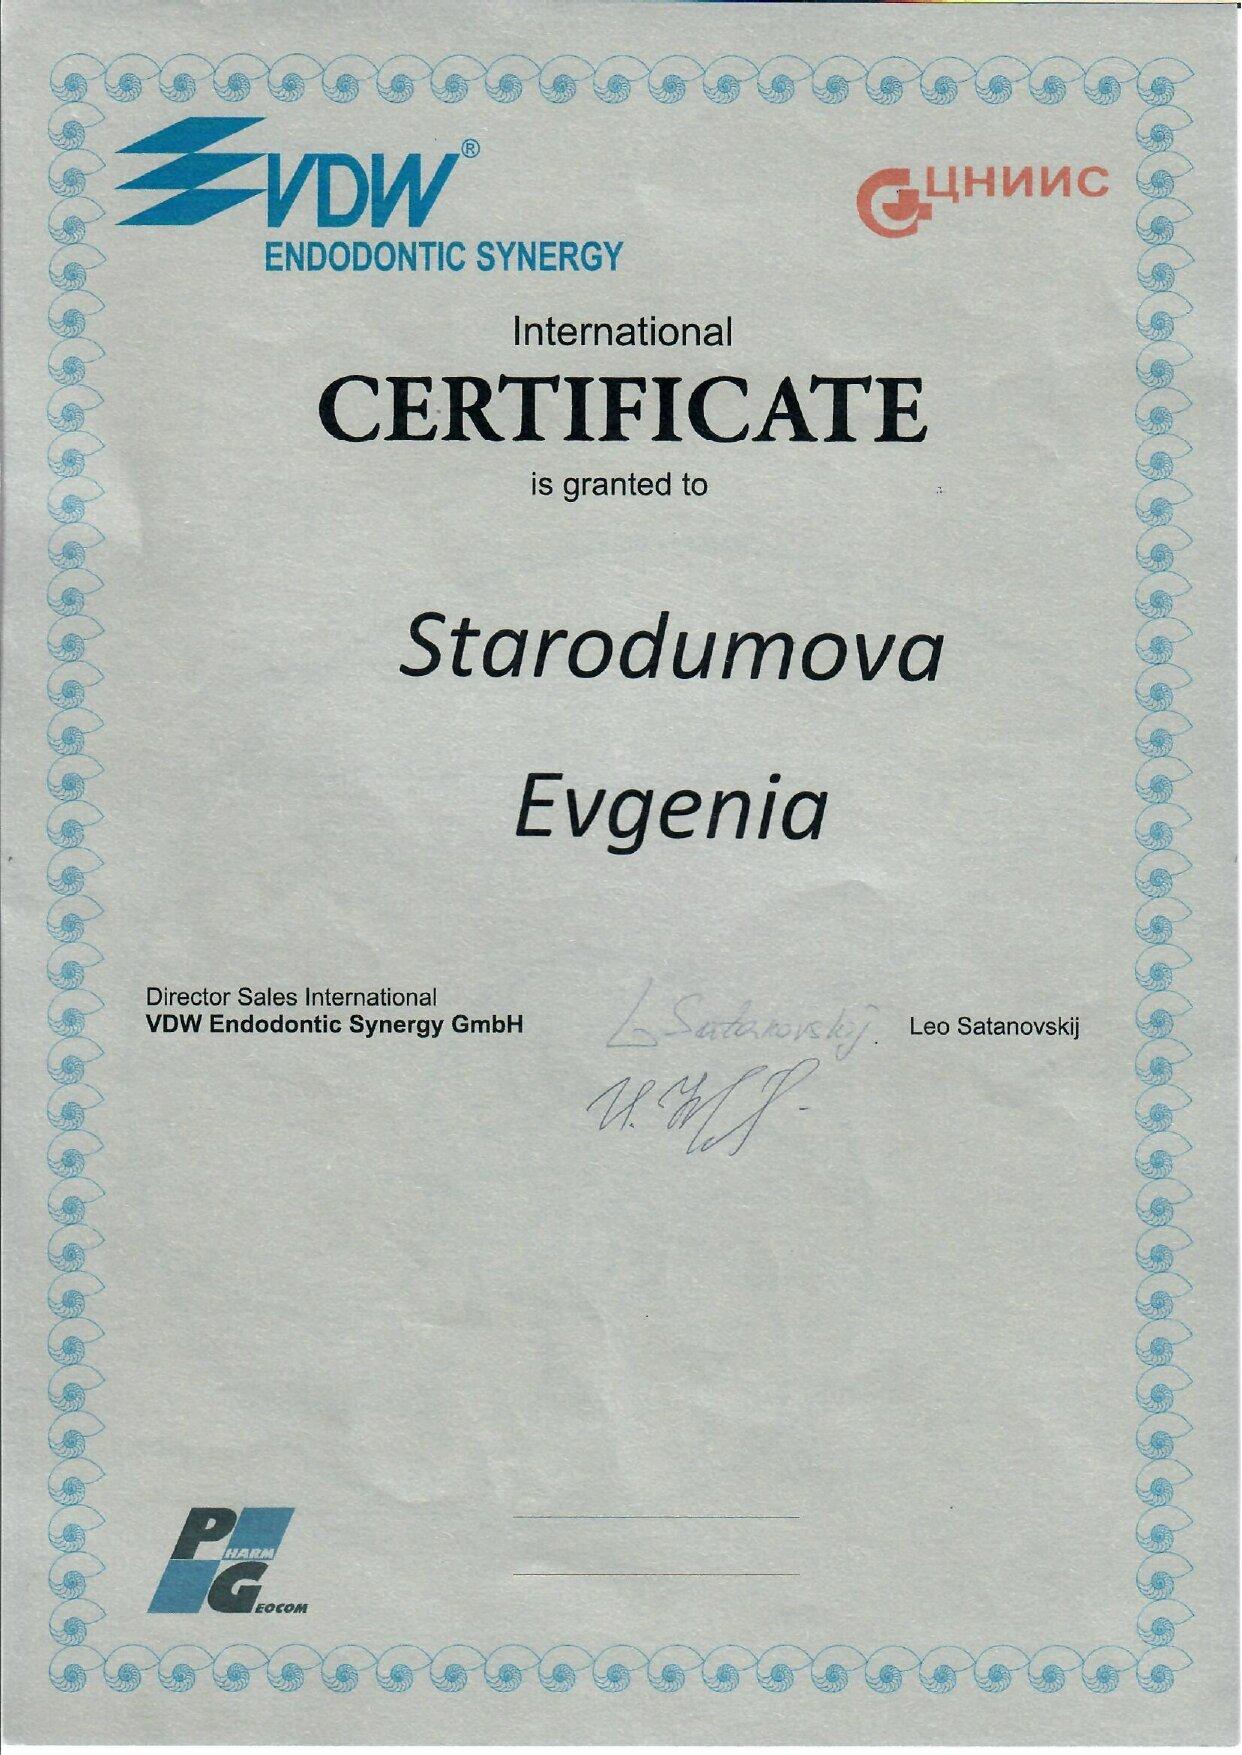 VDW®
ENDODONTIC SYNERGY
ЦНИИС
International
CERTIFICATE
is granted to
Starodumova
Evgenia
Director Sales International
VDW Endodontic Synergy GmbH
L Satanovskij
Leo Satanovskij
PHARM
GEOCOM